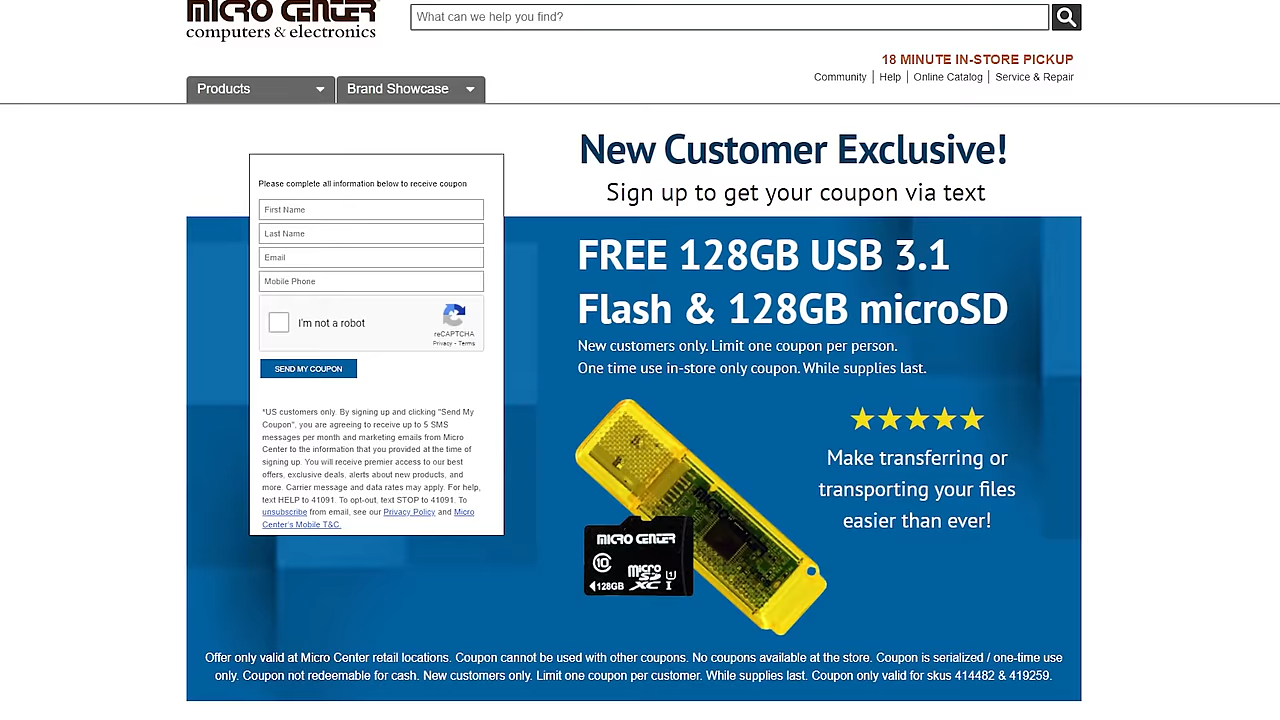 MICRO CENTER
computers & electronics
What can we help you find?
18 MINUTE IN-STORE PICKUP
Community | Help | Online Catalog | Service & Repair
Products
Brand Showcase
New Customer Exclusive!
Sign up to get your coupon via text
Please complete all information below to receive coupon
First Name
Last Name
Email
Mobile Phone
I'm not a robot
reCAPTCHA
Privacy - Terms
SEND MY COUPON
*US customers only. By signing up and clicking "Send My
Coupon", you are agreeing to receive up to 5 SMS
messages per month and marketing emails from Micro
Center to the information that you provided at the time of
signing up. You will receive premier access to our best
offers, exclusive deals, alerts about new products, and
more. Carrier message and data rates may apply. For help,
text HELP to 41091. To opt-out, text STOP to 41091. To
unsubscribe from email, see our Privacy Policy and Micro
Center's Mobile T&C.
FREE 128GB USB 3.1
Flash & 128GB microSD
New customers only. Limit one coupon per person.
One time use in-store only coupon. While supplies last.
Make transferring or
transporting your files
easier than ever!
MICRO CENTER
MICRO CENTER
10
micro
SD
XC
U1
I
128GB
Offer only valid at Micro Center retail locations. Coupon cannot be used with other coupons. No coupons available at the store. Coupon is serialized / one-time use
only. Coupon not redeemable for cash. New customers only. Limit one coupon per customer. While supplies last. Coupon only valid for skus 414482 & 419259.